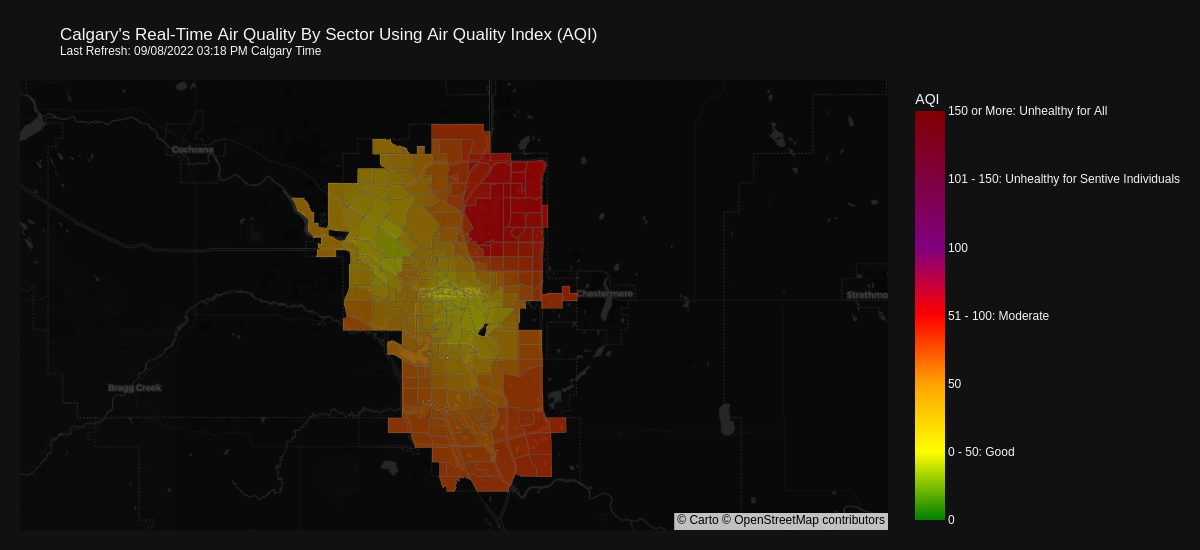 Calgary's Real-Time Air Quality By Sector Using Air Quality Index (AQI)
Last Refresh: 09/08/2022 03:18 PM Calgary Time
AQI
150 or More: Unhealthy for All
Cochrane
101 - 150: Unhealthy for Sentive Individuals
100
Chestermere
Strathmo
51 - 100: Moderate
50
Bragg Creek
0 - 50: Good
0
© Carto © OpenStreetMap contributors